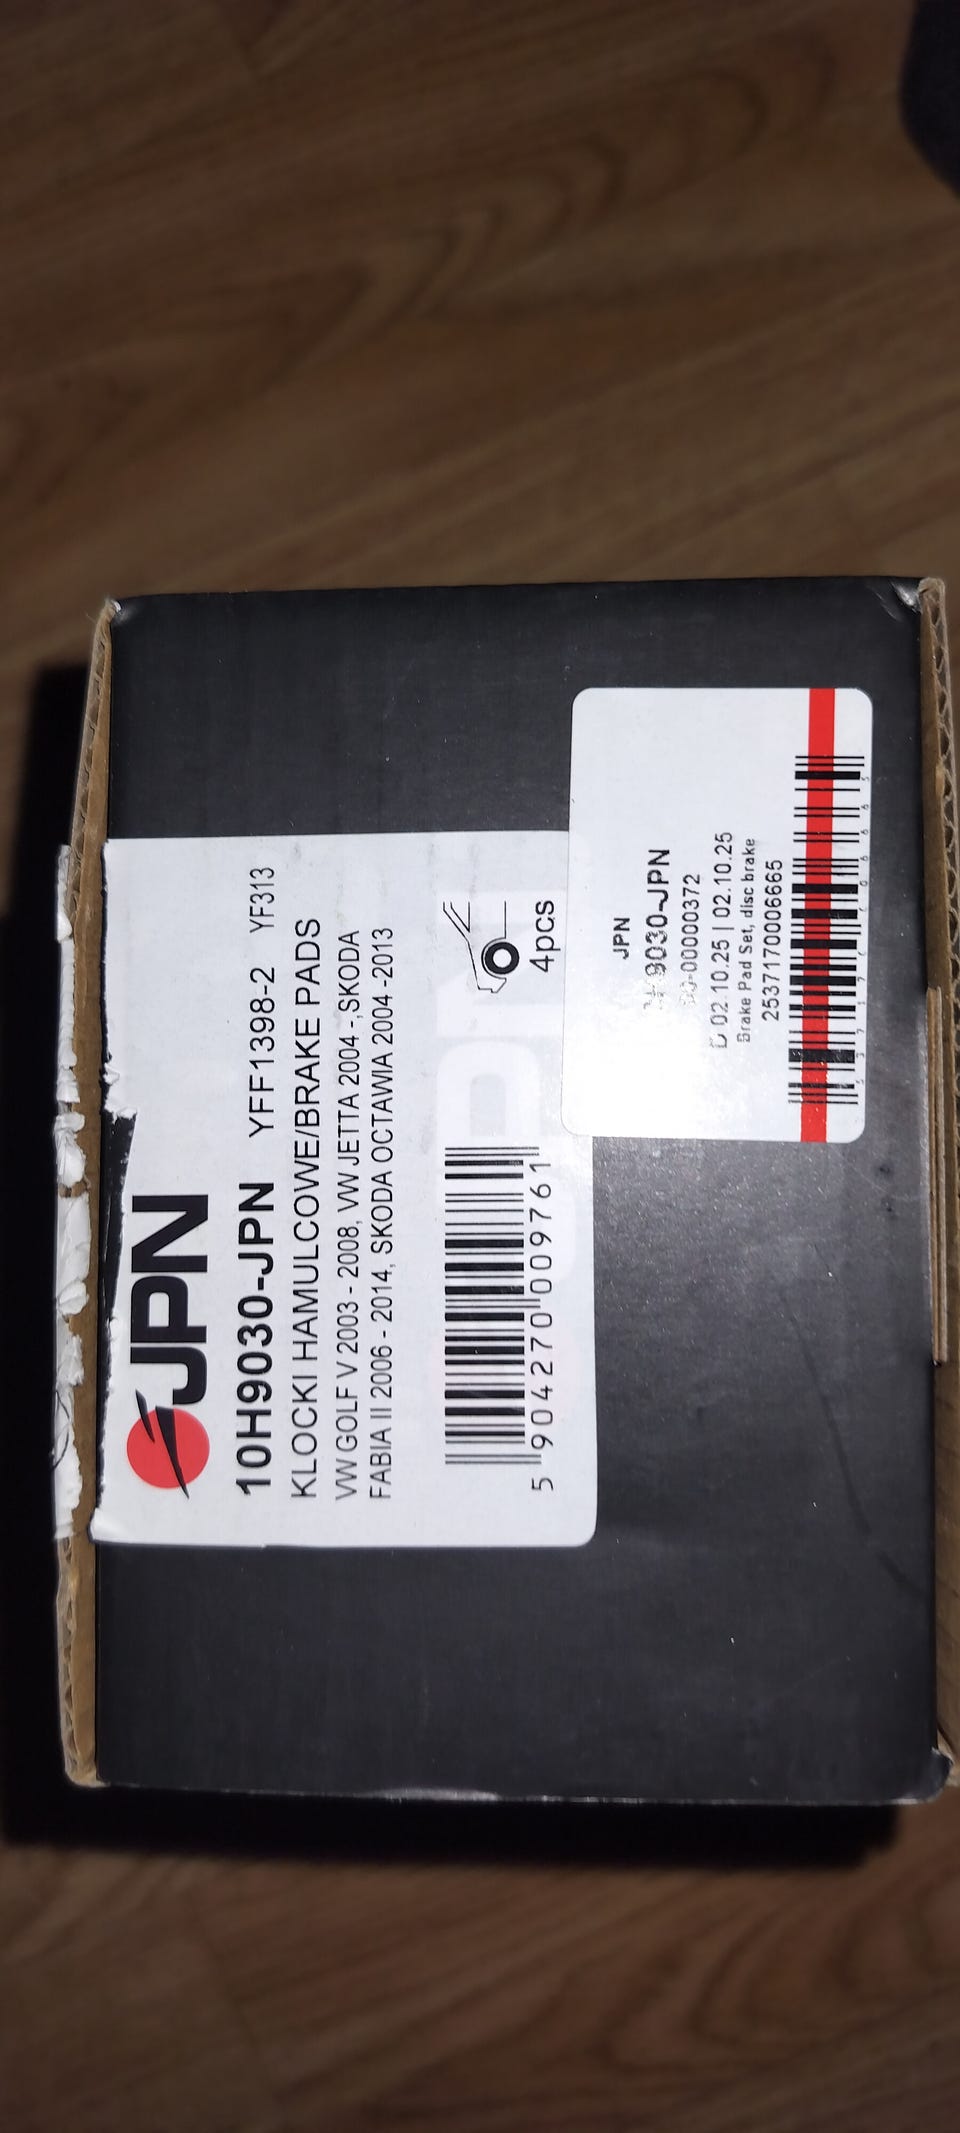 JPN
10H9030-JPN YFF1398-2 YF313
KLOCKI HAMULCOWE/BRAKE PADS
VW GOLF V 2003 - 2008, VW JETTA 2004 -, SKODA
FABIA II 2006 - 2014, SKODA OCTAWIA 2004 -2013
5 904270 009761
4pcs
JPN
9030-JPN
00000372
02.10.25 | 02.10.25
Brake Pad Set, disc brake
2537170006665